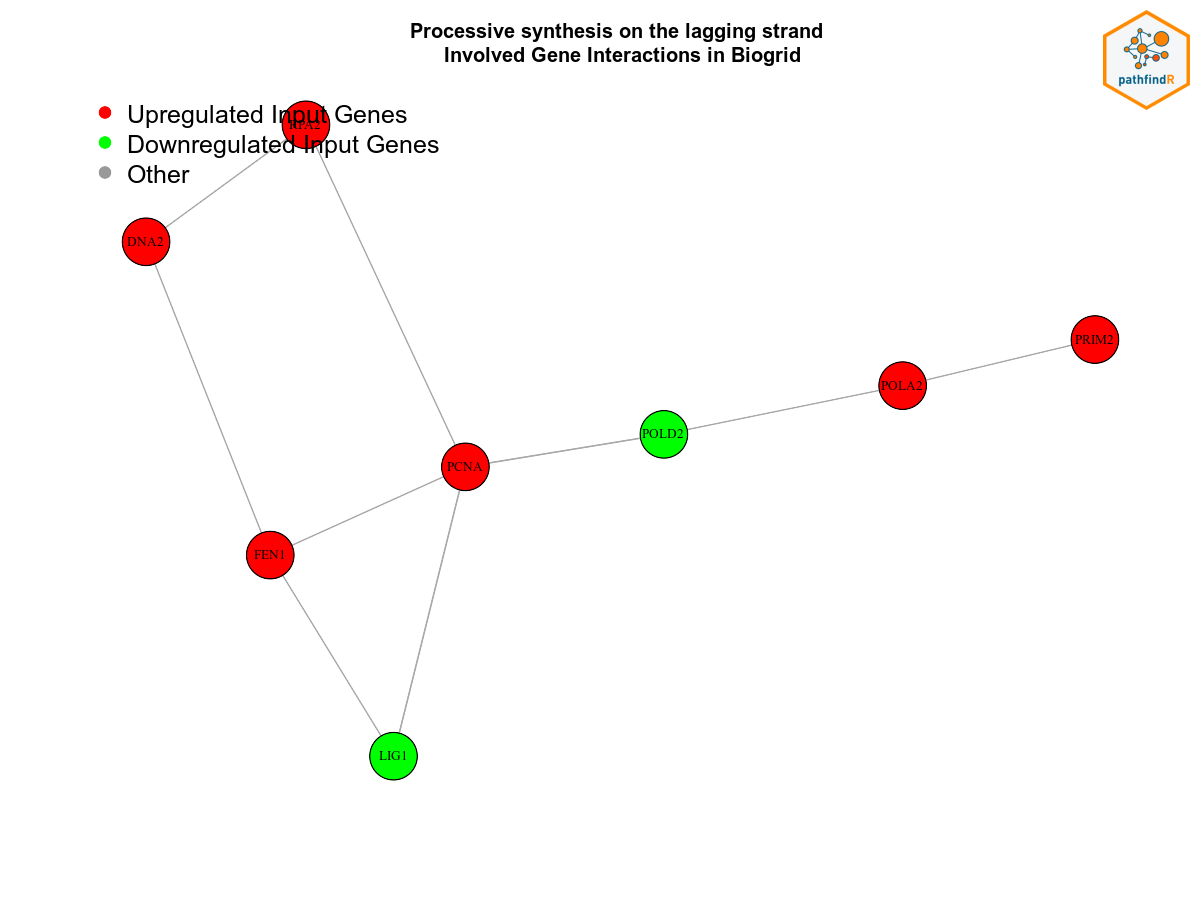 Processive synthesis on the lagging strand
Involved Gene Interactions in Biogrid
pathfindR
Upregulated Input Genes
RPA2
Downregulated Input Genes
Other
DNA2
PRIM2
POLA2
POLD2
PCNA
FEN1
LIG1